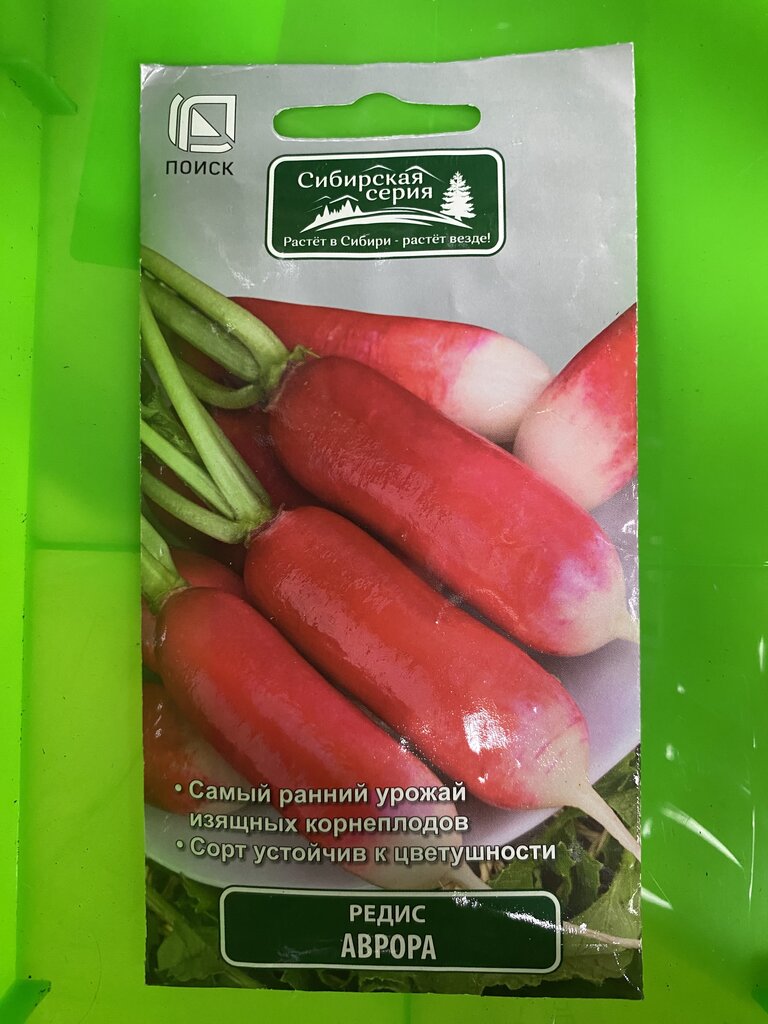 ПОИСК
Сибирская
серия
Растёт в Сибири - растёт везде!
• Самый ранний урожай
изящных корнеплодов
• Сорт устойчив к цветушности
РЕДИС
АВРОРА